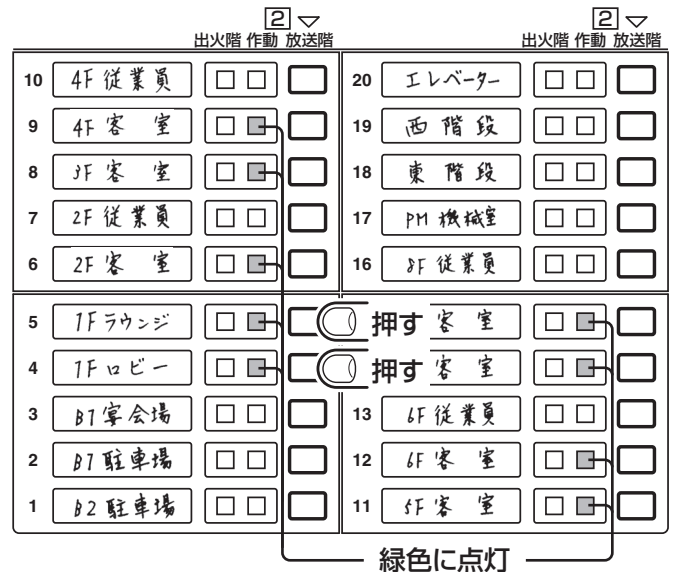 2 ▽
出火階 作動 放送階
10 4F 従業員
9 4F 客 室
8 3F 客 室
7 2F 従業員
6 2F 客 室
5 1F ラウンジ
4 1F ロビー
3 B1 宴会場
2 B1 駐車場
1 B2 駐車場
2 ▽
出火階 作動 放送階
20 エレベーター
19 西階段
18 東階段
17 PH 機械室
16 8F 従業員
押す 客 室
押す 客 室
13 6F 従業員
12 6F 客 室
11 5F 客 室
緑色に点灯